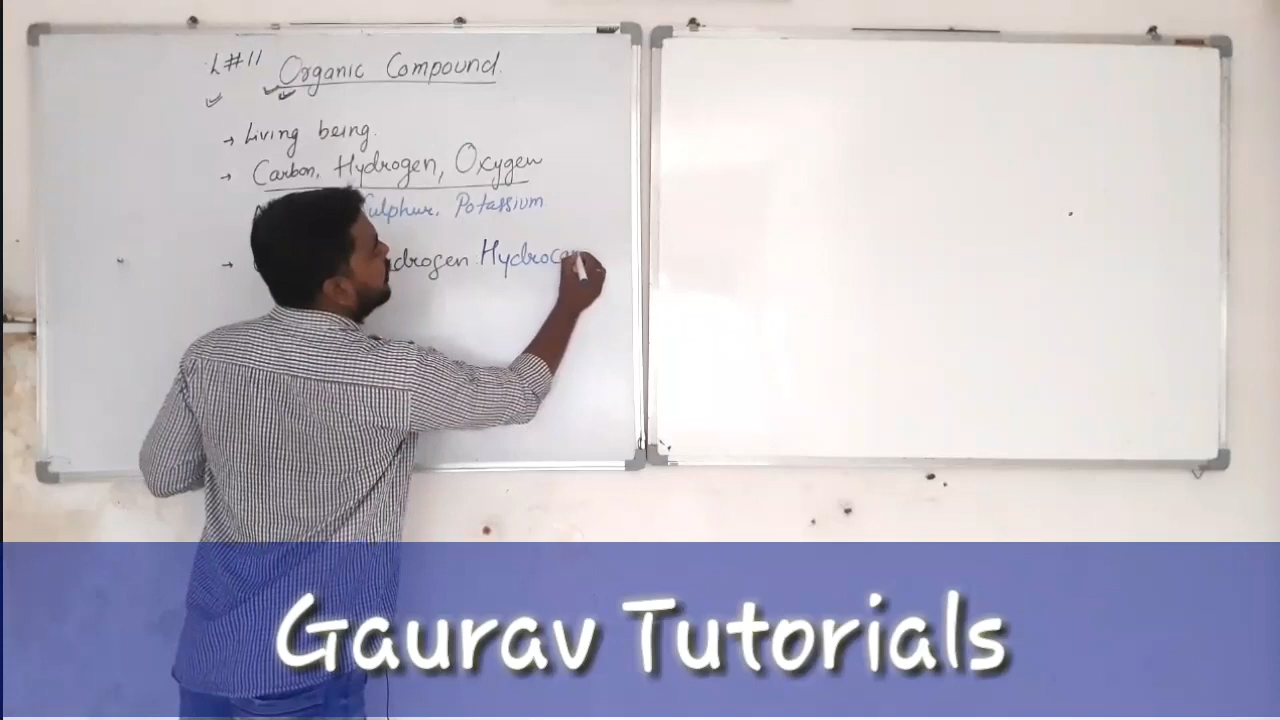 L#11 Organic Compound
→ Living being.
→ Carbon, Hydrogen, Oxygen
Sulphur, Potassium
→ drogen Hydroca
Gaurav Tutorials